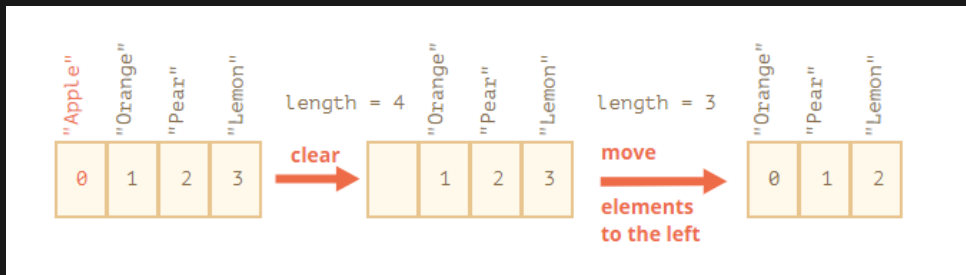 "Apple" "Orange" "Pear" "Lemon"
0 1 2 3
length = 4
clear
"Orange" "Pear" "Lemon"
1 2 3
length = 3
move
elements
to the left
"Orange" "Pear" "Lemon"
0 1 2